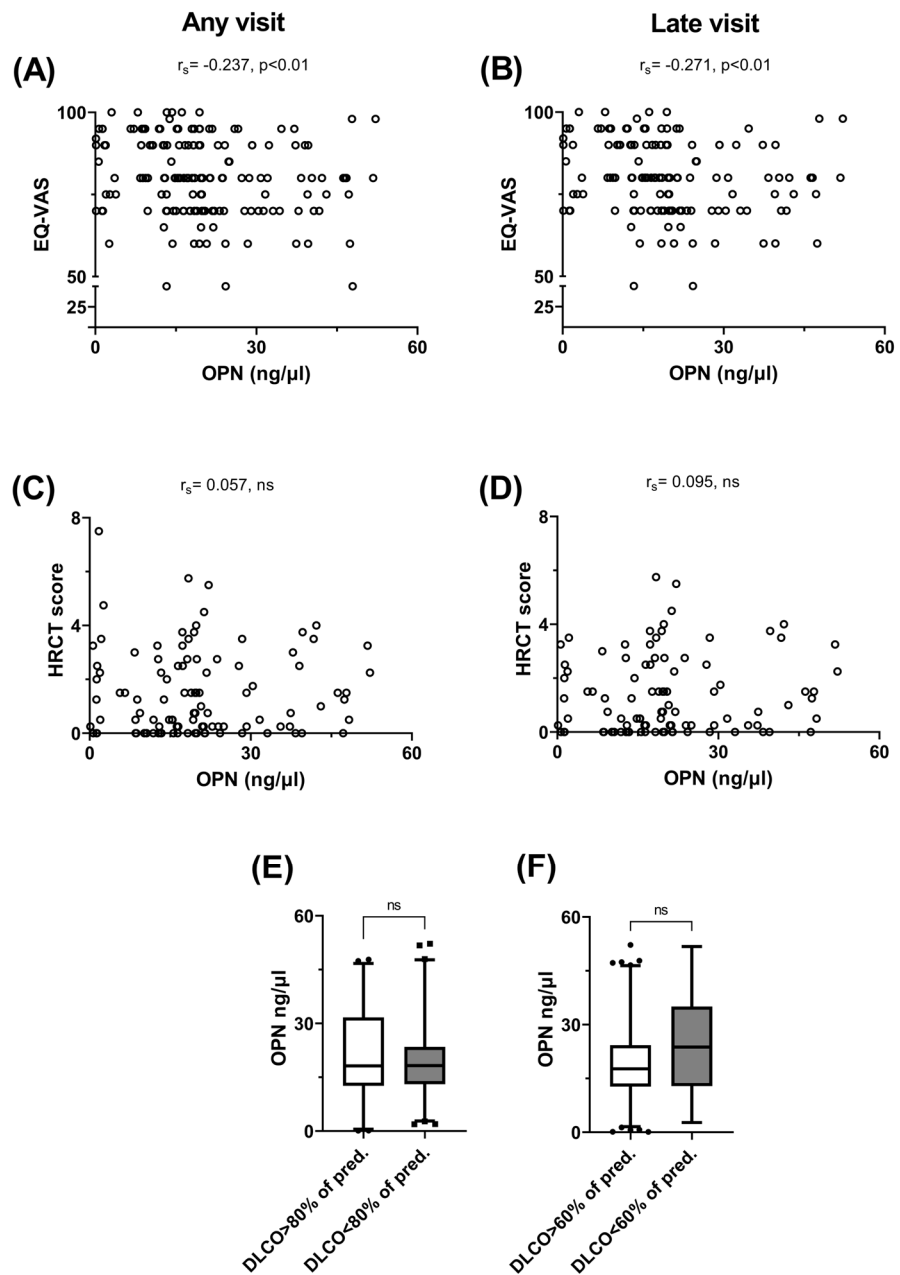 Any visit
Late visit
(A)
rs= -0.237, p<0.01
100
50
25
EQ-VAS
0
30
60
OPN (ng/µl)
(B)
rs= -0.271, p<0.01
100
50
25
EQ-VAS
0
30
60
OPN (ng/µl)
(C)
rs= 0.057, ns
8
4
0
HRCT score
0
30
60
OPN (ng/µl)
(D)
rs= 0.095, ns
8
4
0
HRCT score
0
30
60
OPN (ng/µl)
(E)
ns
60
30
0
OPN ng/µl
DLCO>80% of pred.
DLCO<80% of pred.
(F)
ns
60
30
0
OPN ng/µl
DLCO>60% of pred.
DLCO<60% of pred.